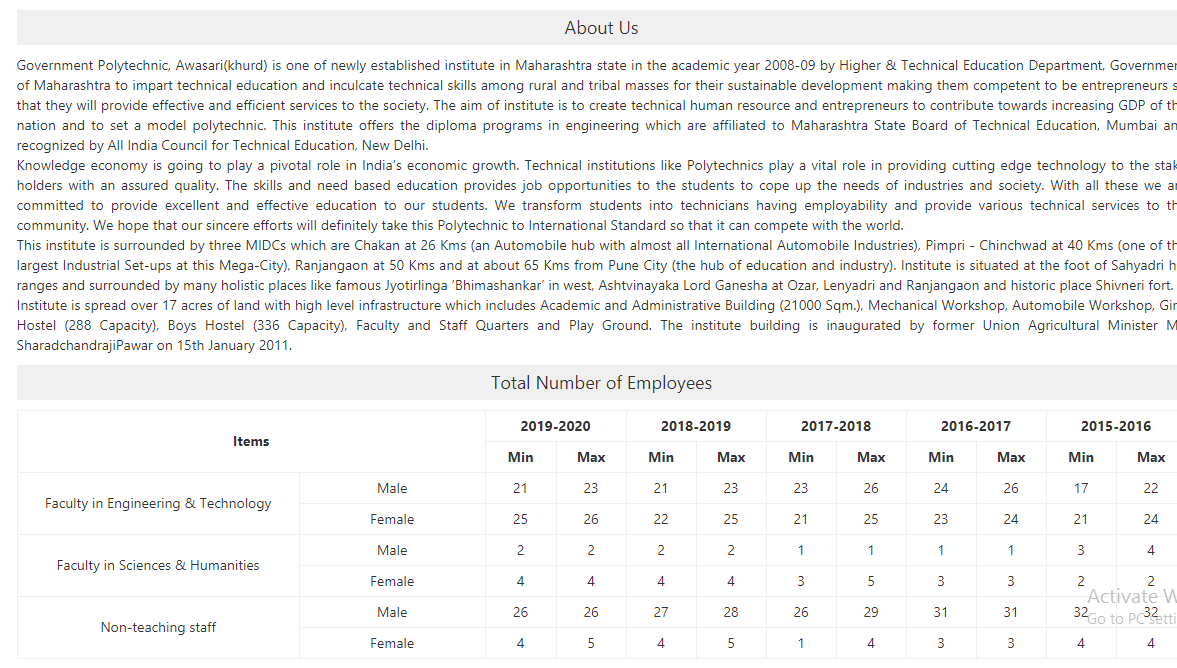 About Us
Government Polytechnic, Awasari(khurd) is one of newly established institute in Maharashtra state in the academic year 2008-09 by Higher & Technical Education Department,
of Maharashtra to impart technical education and inculcate technical skills among rural and tribal masses for their sustainable development making them competent to be entrepreneurs
that they will provide effective and efficient services to the society. The aim of institute is to create technical human resource and entrepreneurs to contribute towards increasing GDP of
nation and to set a model polytechnic. This institute offers the diploma programs in engineering which are affiliated to Maharashtra State Board of Technical Education, Mumbai
recognized by All India Council for Technical Education, New Delhi.
Knowledge economy is going to play a pivotal role in India's economic growth. Technical institutions like Polytechnics play a vital role in providing cutting edge technology to the
holders with an assured quality. The skills and need based education provides job opportunities to the students to cope up the needs of industries and society. With all these we
committed to provide excellent and effective education to our students. We transform students into technicians having employability and provide various technical services to
community. We hope that our sincere efforts will definitely take this Polytechnic to International Standard so that it can compete with the world.
This institute is surrounded by three MIDCs which are Chakan at 26 Kms (an Automobile hub with almost all International Automobile Industries), Pimpri - Chinchwad at 40 Kms (one of
largest Industrial Set-ups at this Mega-City), Ranjangaon at 50 Kms and at about 65 Kms from Pune City (the hub of education and industry). Institute is situated at the foot of Sahyadri
ranges and surrounded by many holistic places like famous Jyotirlinga 'Bhimashankar' in west, Ashtvinayaka Lord Ganesha at Ozar, Lenyadri and Ranjangaon and historic place Shivneri fort.
Institute is spread over 17 acres of land with high level infrastructure which includes Academic and Administrative Building (21000 Sqm.), Mechanical Workshop, Automobile Workshop,
Hostel (288 Capacity), Boys Hostel (336 Capacity), Faculty and Staff Quarters and Play Ground. The institute building is inaugurated by former Union Agricultural Minister
SharadchandrajiPawar on 15th January 2011.
Total Number of Employees
Items 2019-2020 2018-2019 2017-2018 2016-2017 2015-2016
Min Max Min Max Min Max Min Max Min Max
Faculty in Engineering & Technology Male 21 23 21 23 23 26 24 26 17 22
Female 25 26 22 25 21 25 23 24 21 24
Faculty in Sciences & Humanities Male 2 2 2 2 1 1 1 1 3 4
Female 4 4 4 4 3 5 3 3 2 2
Non-teaching staff Male 26 26 27 28 26 29 31 31 32 32
Female 4 5 4 5 1 4 3 3 4 4
Activate
Go to PC